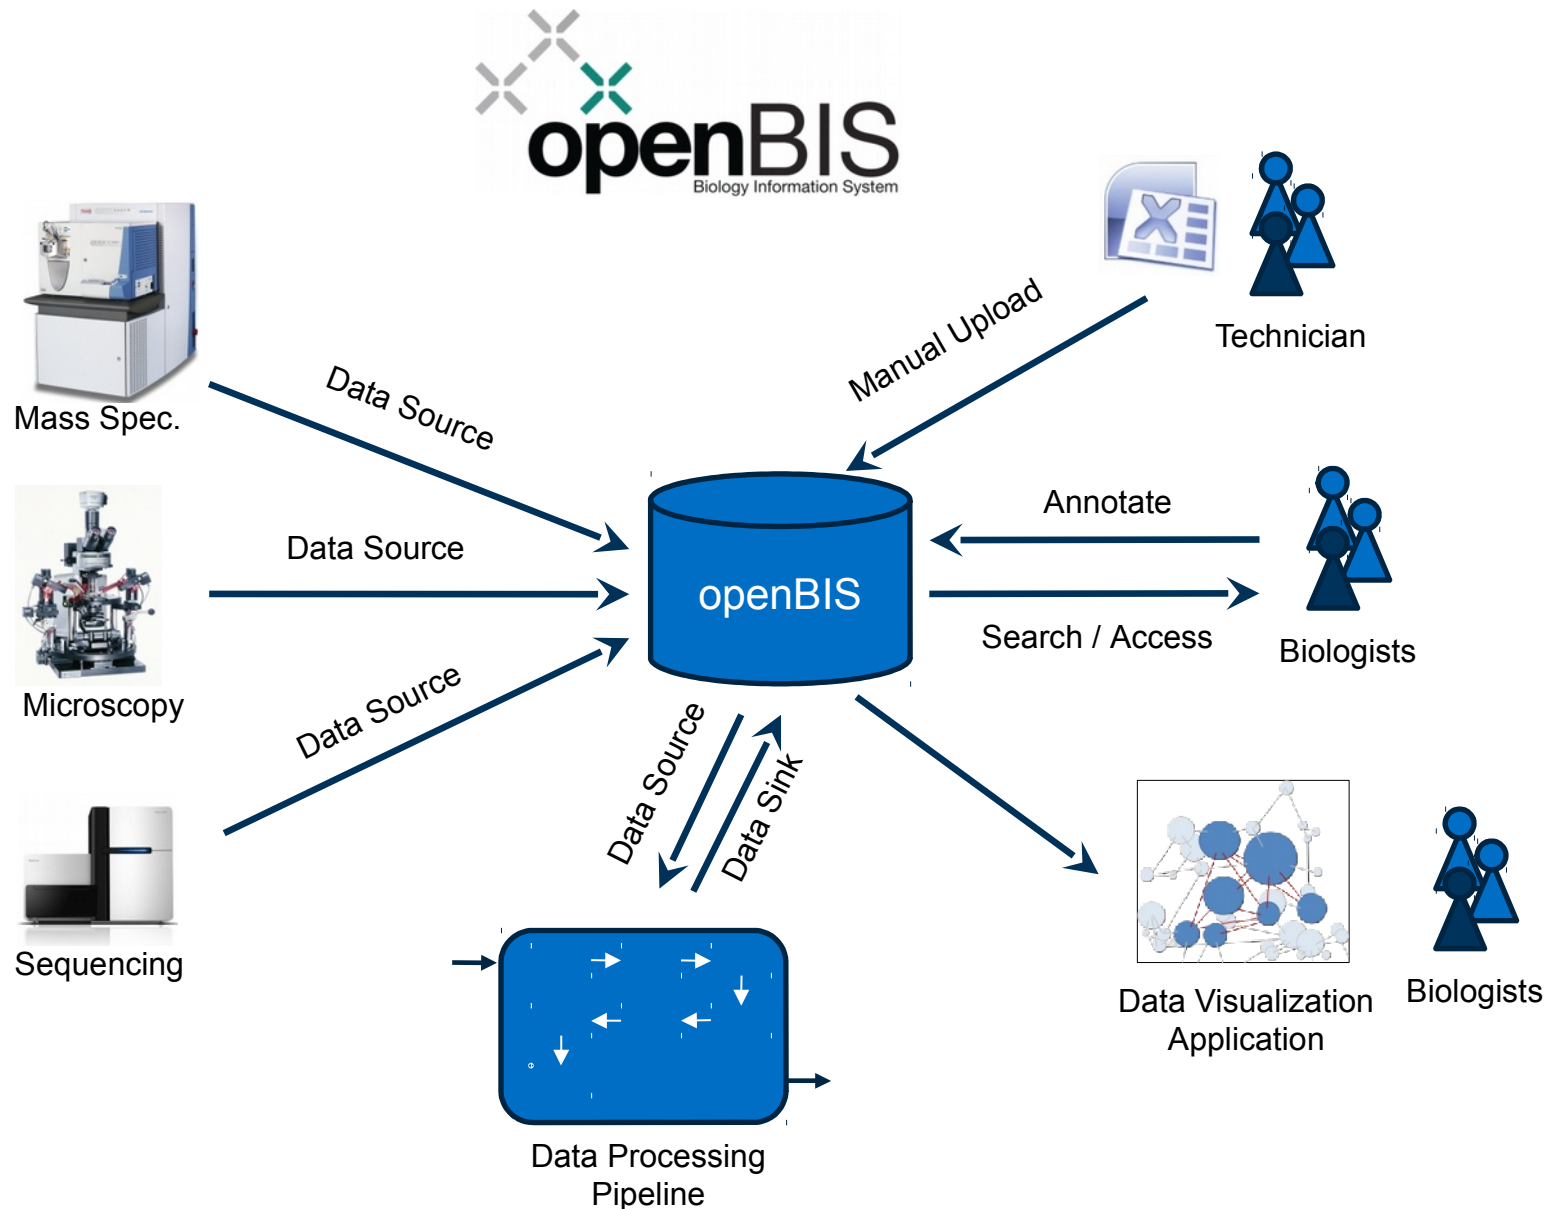 openBIS
Biology Information System
Technician
Manual Upload
Mass Spec.
Data Source
Annotate
Data Source
openBIS
Search / Access
Biologists
Microscopy
Data Source
Data Source
Data Sink
Sequencing
Data Visualization
Application
Biologists
Data Processing
Pipeline